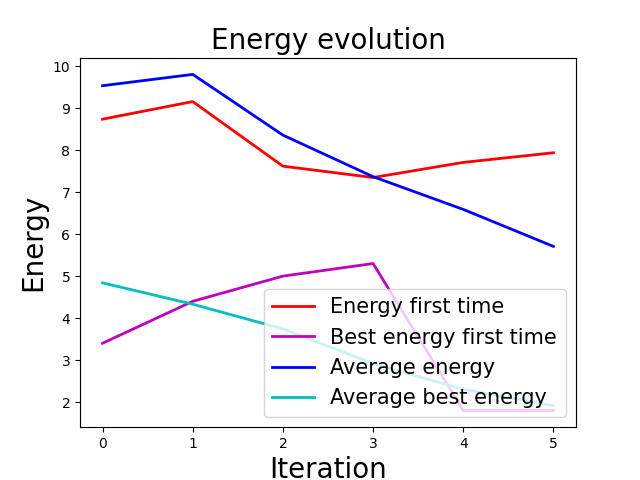 Energy evolution
10
9
8
7
6
5
4
3
2
Energy
Energy first time
Best energy first time
Average energy
Average best energy
0 1 2 3 4 5
Iteration